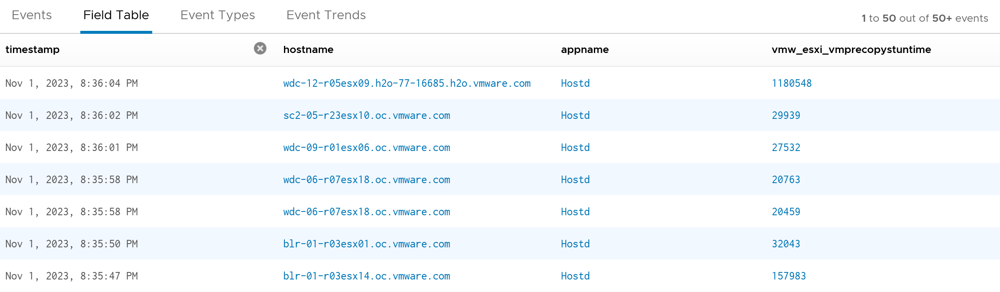 Events Field Table Event Types Event Trends 1 to 50 out of 50+ events
timestamp hostname appname vmw_esxi_vmprecopystuntime
Nov 1, 2023, 8:36:04 PM wdc-12-r05esx09.h2o-77-16685.h2o.vmware.com Hostd 1180548
Nov 1, 2023, 8:36:02 PM sc2-05-r23esx10.oc.vmware.com Hostd 29939
Nov 1, 2023, 8:36:01 PM wdc-09-r01esx06.oc.vmware.com Hostd 27532
Nov 1, 2023, 8:35:58 PM wdc-06-r07esx18.oc.vmware.com Hostd 20763
Nov 1, 2023, 8:35:58 PM wdc-06-r07esx18.oc.vmware.com Hostd 20459
Nov 1, 2023, 8:35:50 PM blr-01-r03esx01.oc.vmware.com Hostd 32043
Nov 1, 2023, 8:35:47 PM blr-01-r03esx14.oc.vmware.com Hostd 157983